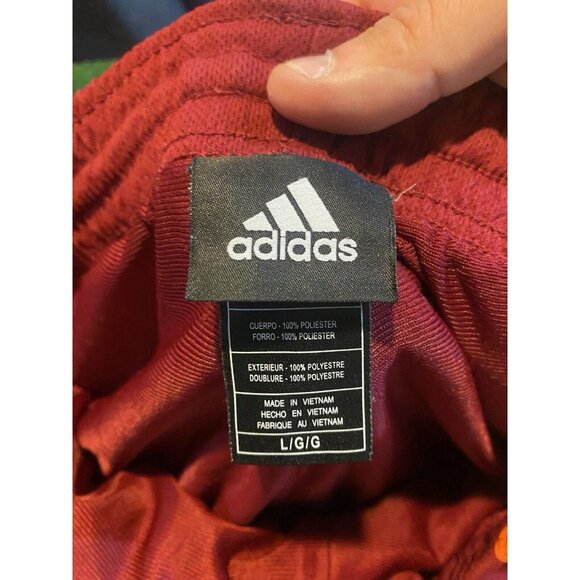 adidas
CUERPO - 100% POLIESTER
FORRO - 100% POLIESTER
EXTERIEUR - 100% POLYESTRE
DOUBLURE - 100% POLYESTRE
MADE IN VIETNAM
HECHO EN VIETNAM
FABRIQUE AU VIETNAM
L/G/G